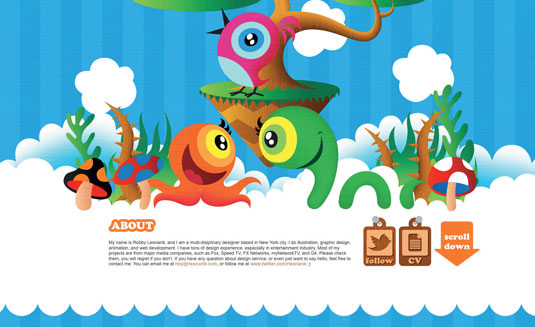 ABOUT
My name is Robby Leonardi, and I am a multi-disiplinary designer based in New York city. I do illustration, graphic design,
animation, and web development. I have tons of design experience, especially in entertainment industry. Most of my
projects are from major media companies, such as Fox, Speed TV, FX Networks, myNetworkTV, and G4. Please check
them, you will regret if you don't. If you have any question about design service, or even just want to say hello, feel free to
contact me. You can email me at hey@rleonardi.com, or follow me at www.twitter.com/rleonardi_:)
follow
CV
scroll
down